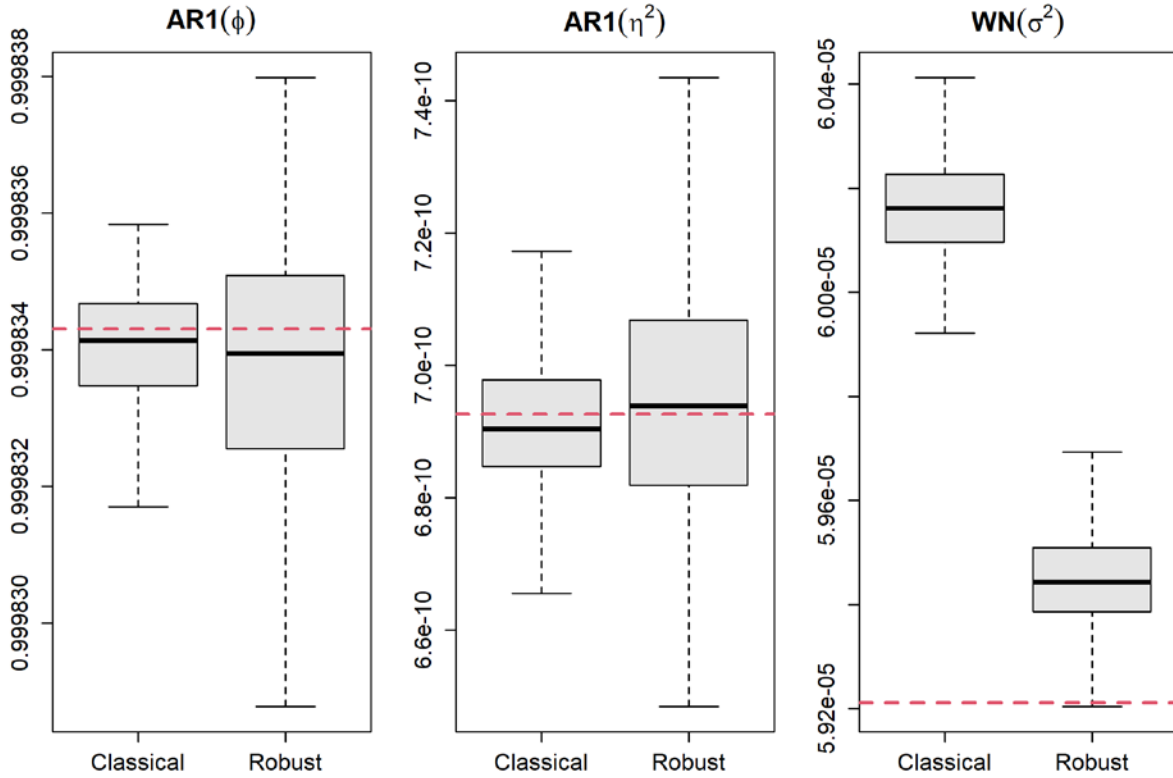 AR1(ϕ)
0.999838
0.999836
0.999834
0.999832
0.999830
Classical Robust
AR1(η²)
7.4e-10
7.2e-10
7.0e-10
6.8e-10
6.6e-10
Classical Robust
WN(σ²)
6.04e-05
6.00e-05
5.96e-05
5.92e-05
Classical Robust